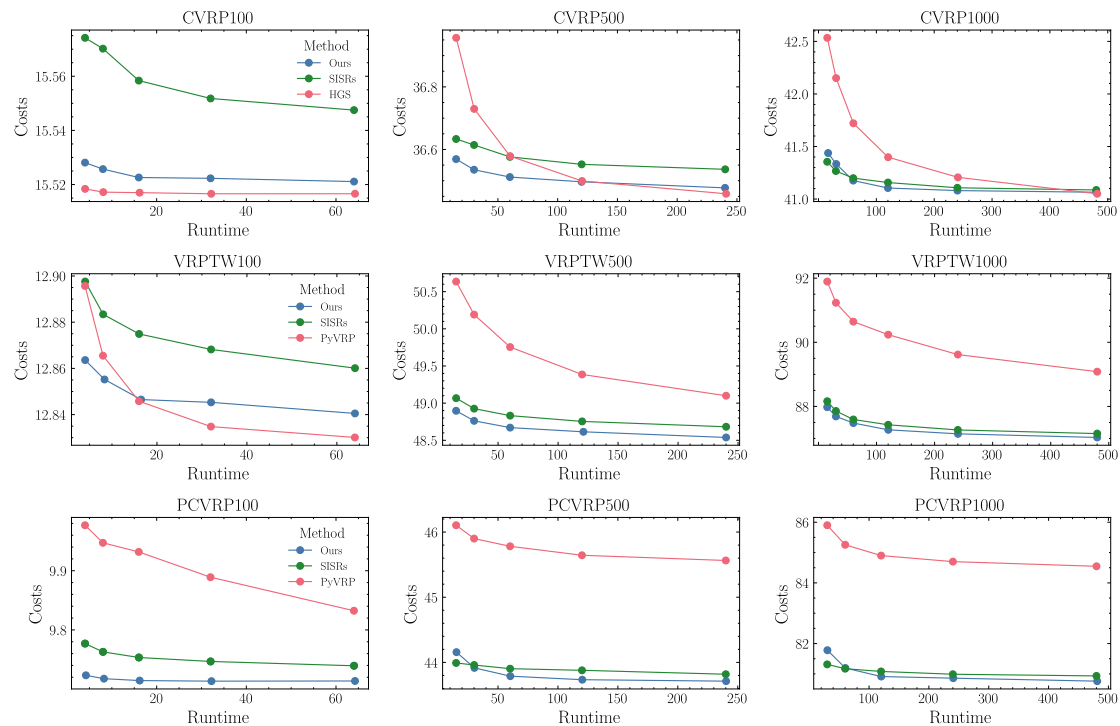 CVRP100
15.56
15.54
15.52
20
40
60
Costs
Runtime
Method
Ours
SISRs
HGS
CVRP500
36.8
36.6
50
100
150
200
250
Costs
Runtime
CVRP1000
42.5
42.0
41.5
41.0
100
200
300
400
500
Costs
Runtime
VRPTW100
12.90
12.88
12.86
12.84
20
40
60
Costs
Runtime
Method
Ours
SISRs
PyVRP
VRPTW500
50.5
50.0
49.5
49.0
48.5
50
100
150
200
250
Costs
Runtime
VRPTW1000
92
90
88
100
200
300
400
500
Costs
Runtime
PCVRP100
9.9
9.8
20
40
60
Costs
Runtime
Method
Ours
SISRs
PyVRP
PCVRP500
46
45
44
50
100
150
200
250
Costs
Runtime
PCVRP1000
86
84
82
100
200
300
400
500
Costs
Runtime